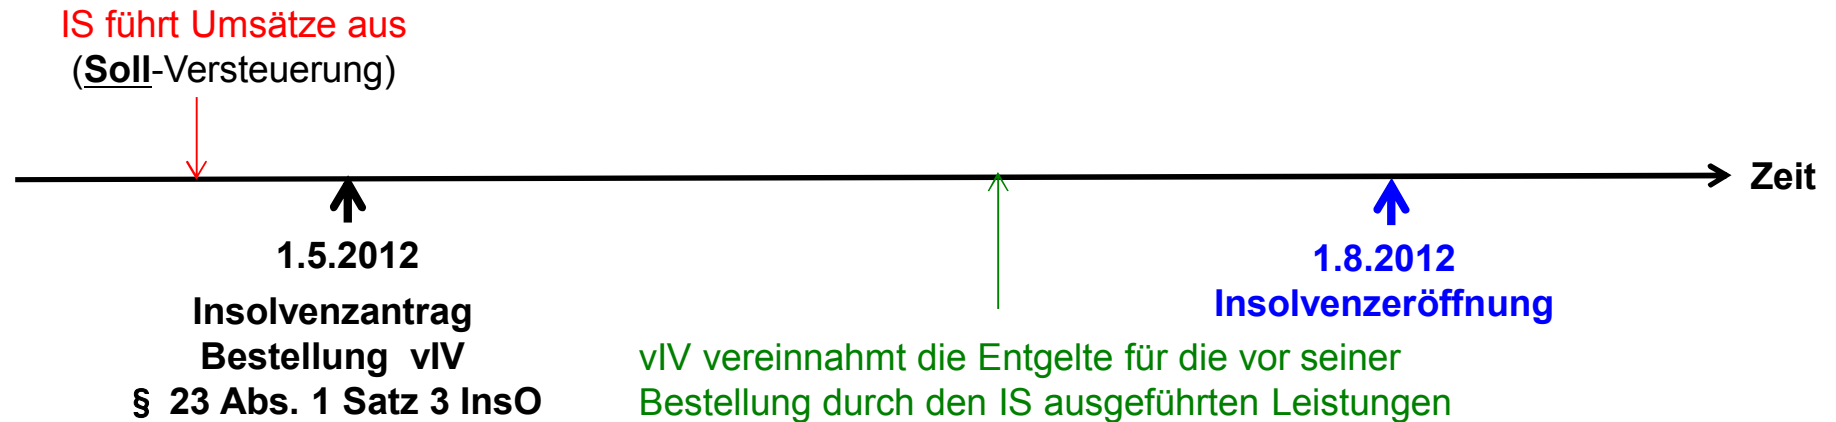 IS führt Umsätze aus
(Soll-Versteuerung)
Zeit
1.5.2012
Insolvenzantrag
Bestellung vIV
§ 23 Abs. 1 Satz 3 InsO
vIV vereinnahmt die Entgelte für die vor seiner
Bestellung durch den IS ausgeführten Leistungen
1.8.2012
Insolvenzeröffnung